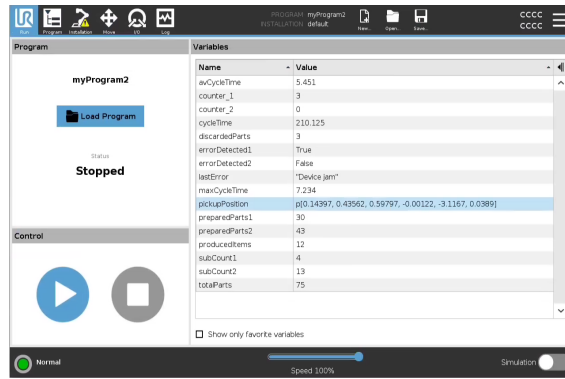 UR
PROGRAM myProgram2
INSTALLATION default
CCCC
CCCC
Run
Program
Installation
Move
I/O
Log
New...
Open...
Save...
Program
Variables
myProgram2
Load Program
Status
Stopped
Control
Name Value
avCycleTime 5.451
counter_1 3
counter_2 0
cycleTime 210.125
discardedParts 3
errorDetected1 True
errorDetected2 False
lastError "Device jam"
maxCycleTime 7.234
pickupPosition p[0.14397, 0.43562, 0.59797, -0.00122, -3.1167, 0.0389]
preparedParts1 30
preparedParts2 43
producedItems 12
subCount1 4
subCount2 13
totalParts 75
Show only favorite variables
Normal
Speed 100%
Simulation